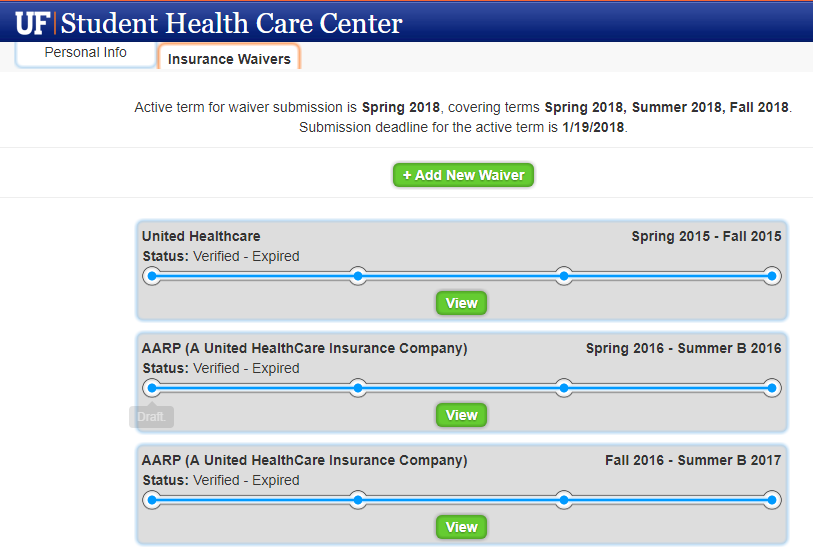 UF Student Health Care Center
Personal Info
Insurance Waivers
Active term for waiver submission is Spring 2018, covering terms Spring 2018, Summer 2018, Fall 2018.
Submission deadline for the active term is 1/19/2018.
+ Add New Waiver
United Healthcare Spring 2015 - Fall 2015
Status: Verified - Expired
View
AARP (A United HealthCare Insurance Company) Spring 2016 - Summer B 2016
Status: Verified - Expired
Draft.
View
AARP (A United HealthCare Insurance Company) Fall 2016 - Summer B 2017
Status: Verified - Expired
View